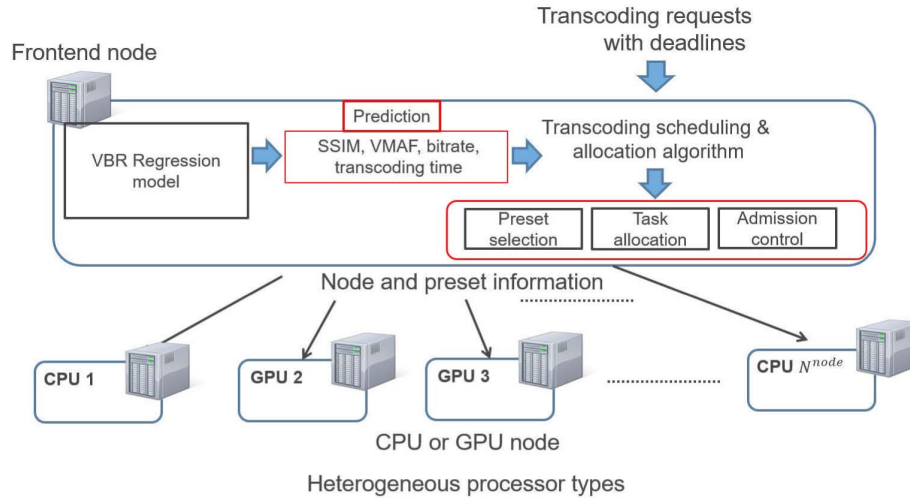 Transcoding requests
with deadlines
Frontend node
Prediction
VBR Regression
model
SSIM, VMAF, bitrate,
transcoding time
Transcoding scheduling &
allocation algorithm
Preset
selection
Task
allocation
Admission
control
Node and preset information
CPU 1
GPU 2
GPU 3
CPU N^node
CPU or GPU node
Heterogeneous processor types